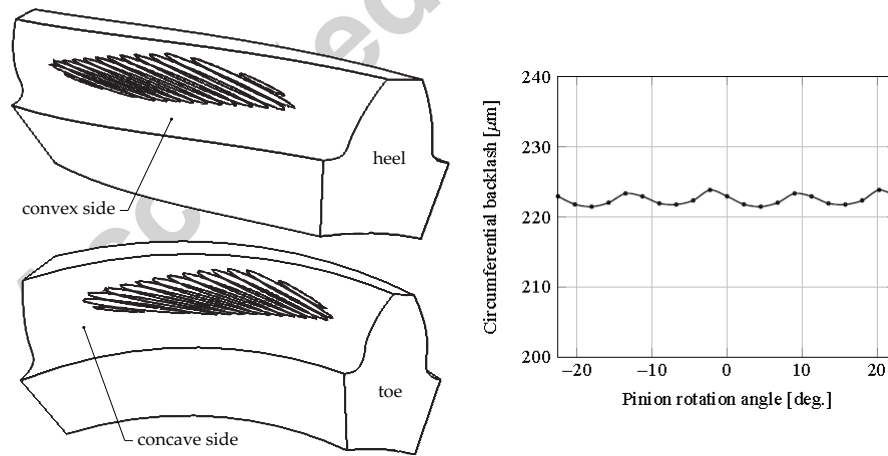 heel
convex side
toe
concave side
Circumferential backlash [μm]
240
230
220
210
200
−20
−10
0
10
20
Pinion rotation angle [deg.]